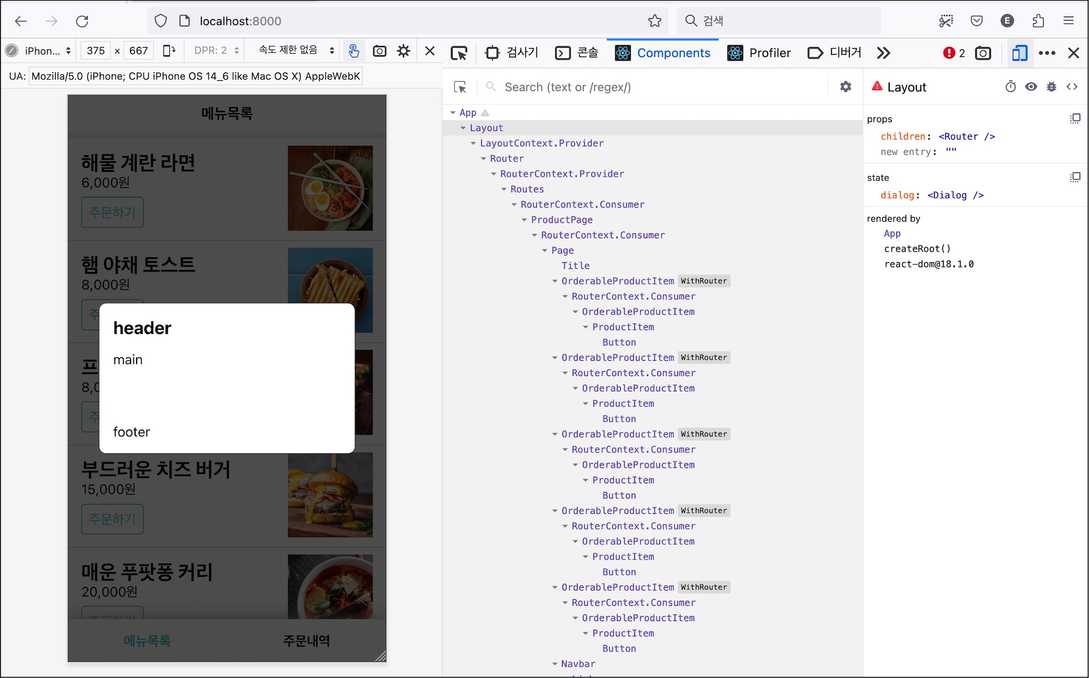 localhost:8000
검색
E
iPhon...
375 × 667
DPR: 2
속도 제한 없음
UA: Mozilla/5.0 (iPhone; CPU iPhone OS 14_6 like Mac OS X) AppleWebK
메뉴목록
해물 계란 라면
6,000원
주문하기
햄 야채 토스트
8,000원
header
main
footer
부드러운 치즈 버거
15,000원
주문하기
매운 푸팟퐁 커리
20,000원
메뉴목록
주문내역
검사기
콘솔
Components
Profiler
디버거
2
Search (text or /regex/)
App
Layout
LayoutContext.Provider
Router
RouterContext.Provider
Routes
RouterContext.Consumer
ProductPage
RouterContext.Consumer
Page
Title
OrderableProductItem WithRouter
RouterContext.Consumer
OrderableProductItem
ProductItem
Button
OrderableProductItem WithRouter
RouterContext.Consumer
OrderableProductItem
ProductItem
Button
OrderableProductItem WithRouter
RouterContext.Consumer
OrderableProductItem
ProductItem
Button
OrderableProductItem WithRouter
RouterContext.Consumer
OrderableProductItem
ProductItem
Button
OrderableProductItem WithRouter
RouterContext.Consumer
OrderableProductItem
ProductItem
Button
Navbar
Layout
props
children: <Router />
new entry: ""
state
dialog: <Dialog />
rendered by
App
createRoot()
react-dom@18.1.0